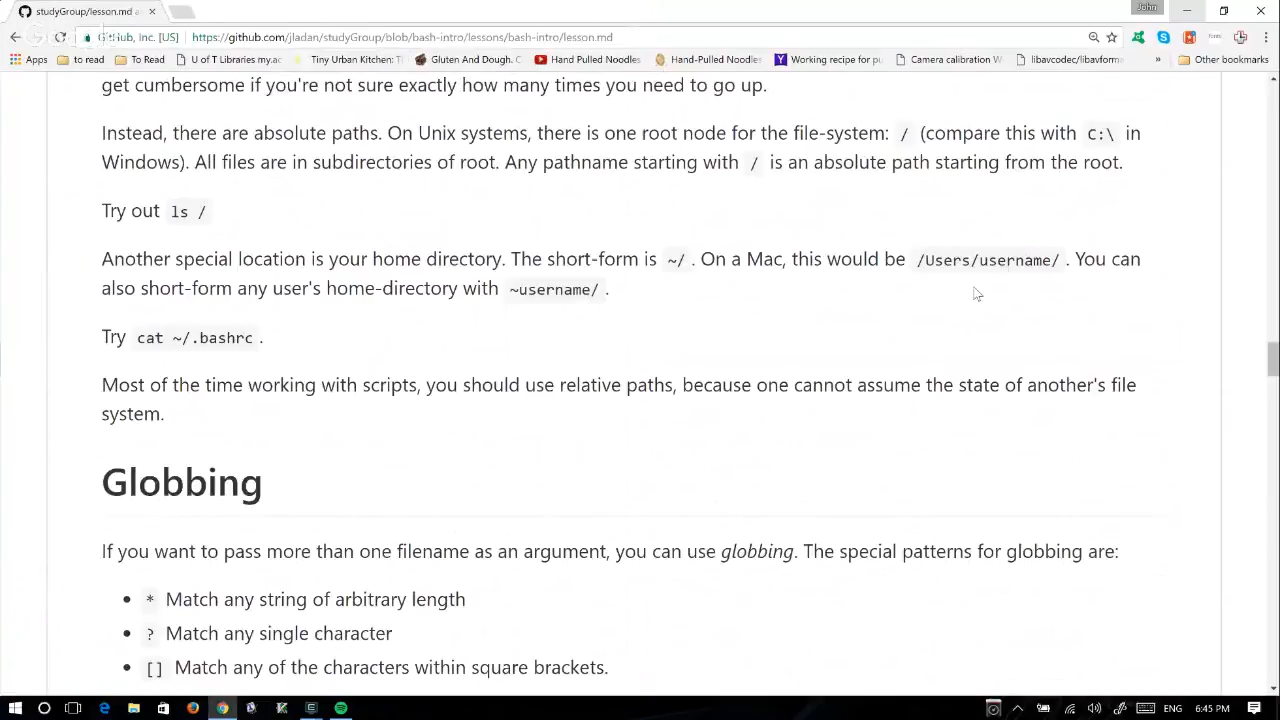 studyGroup/lesson.md a
John
GitHub, Inc. [US]
https://github.com/jladan/studyGroup/blob/bash-intro/lessons/bash-intro/lesson.md
Apps
U read
To Read
U of T Libraries my.ac
Tiny Urban Kitchen: T
Gluten And Dough. C
Hand Pulled Noodles
Hand-Pulled Noodles
Working recipe for pu
Camera calibration W
libavcodec/libavform
»
Other bookmarks
get cumbersome if you're not sure exactly how many times you need to go up.
Instead, there are absolute paths. On Unix systems, there is one root node for the file-system: / (compare this with C:\ in
Windows). All files are in subdirectories of root. Any pathname starting with / is an absolute path starting from the root.
Try out ls /
Another special location is your home directory. The short-form is ~/ . On a Mac, this would be /Users/username/ . You can
also short-form any user's home-directory with ~username/ .
Try cat ~/.bashrc .
Most of the time working with scripts, you should use relative paths, because one cannot assume the state of another's file
system.
Globbing
If you want to pass more than one filename as an argument, you can use globbing. The special patterns for globbing are:
• * Match any string of arbitrary length
• ? Match any single character
• [] Match any of the characters within square brackets.
ENG
6:45 PM